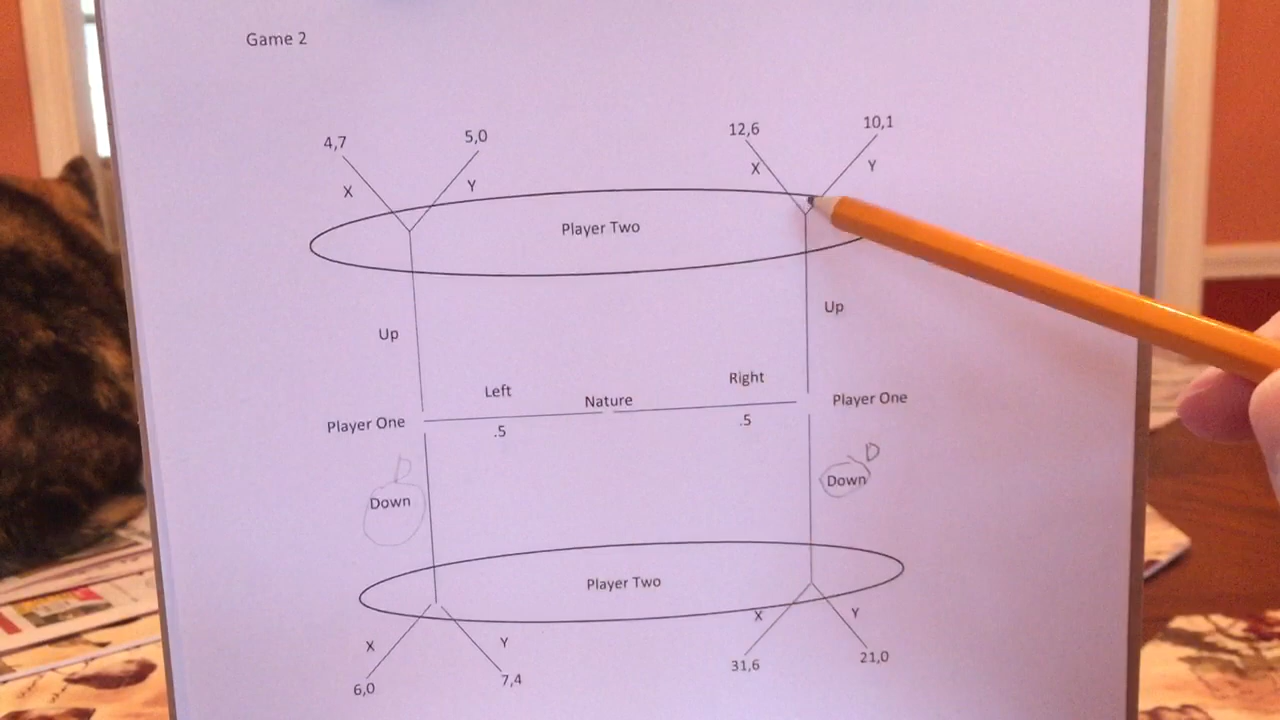 Game 2
4,7
5,0
12,6
10,1
X
Y
X
Y
Player Two
Up
Up
Left
Nature
Right
Player One
.5
.5
Player One
D
Down
D
Down
Player Two
X
Y
X
Y
6,0
7,4
31,6
21,0